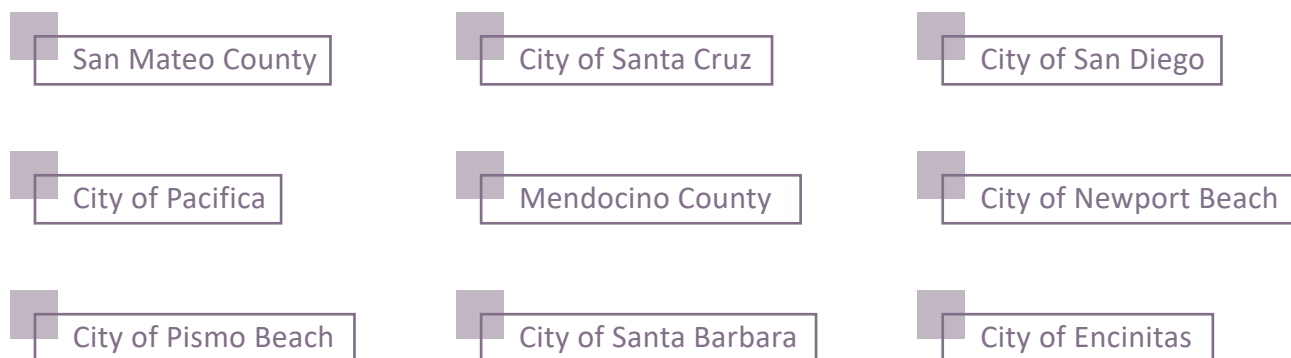 San Mateo County
City of Santa Cruz
City of San Diego
City of Pacifica
Mendocino County
City of Newport Beach
City of Pismo Beach
City of Santa Barbara
City of Encinitas